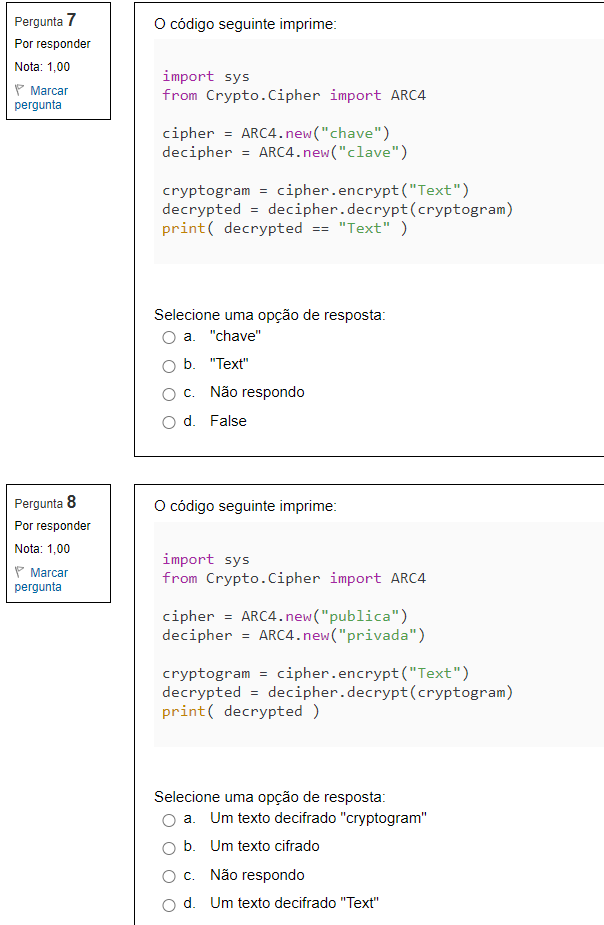 Pergunta 7
Por responder
Nota: 1,00
Marcar
pergunta
O código seguinte imprime:
import sys
from Crypto.Cipher import ARC4
cipher = ARC4.new("chave")
decipher = ARC4.new("clave")
cryptogram = cipher.encrypt("Text")
decrypted = decipher.decrypt(cryptogram)
print( decrypted == "Text" )
Selecione uma opção de resposta:
a. "chave"
b. "Text"
c. Não respondo
d. False
Pergunta 8
Por responder
Nota: 1,00
Marcar
pergunta
O código seguinte imprime:
import sys
from Crypto.Cipher import ARC4
cipher = ARC4.new("publica")
decipher = ARC4.new("privada")
cryptogram = cipher.encrypt("Text")
decrypted = decipher.decrypt(cryptogram)
print( decrypted )
Selecione uma opção de resposta:
a. Um texto decifrado "cryptogram"
b. Um texto cifrado
c. Não respondo
d. Um texto decifrado "Text"